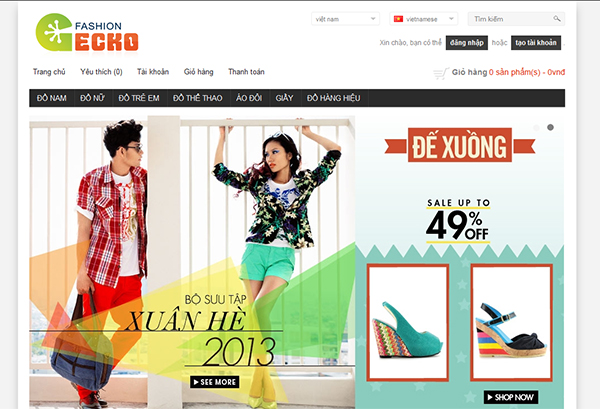 FASHION
ECKO
việt nam
vietnamese
Tìm kiếm
Xin chào, bạn có thể đăng nhập hoặc tạo tài khoản.
Trang chủ Yêu thích (0) Tài khoản Giỏ hàng Thanh toán
Giỏ hàng 0 sản phẩm(s) - 0vnđ
ĐỒ NAM ĐỒ NỮ ĐỒ TRẺ EM ĐỒ THỂ THAO ÁO ĐÔI GIẦY ĐỒ HÀNG HIỆU
BỘ SƯU TẬP
XUÂN HÈ
2013
SEE MORE
ĐẾ XUỒNG
SALE UP TO
49% OFF
SHOP NOW